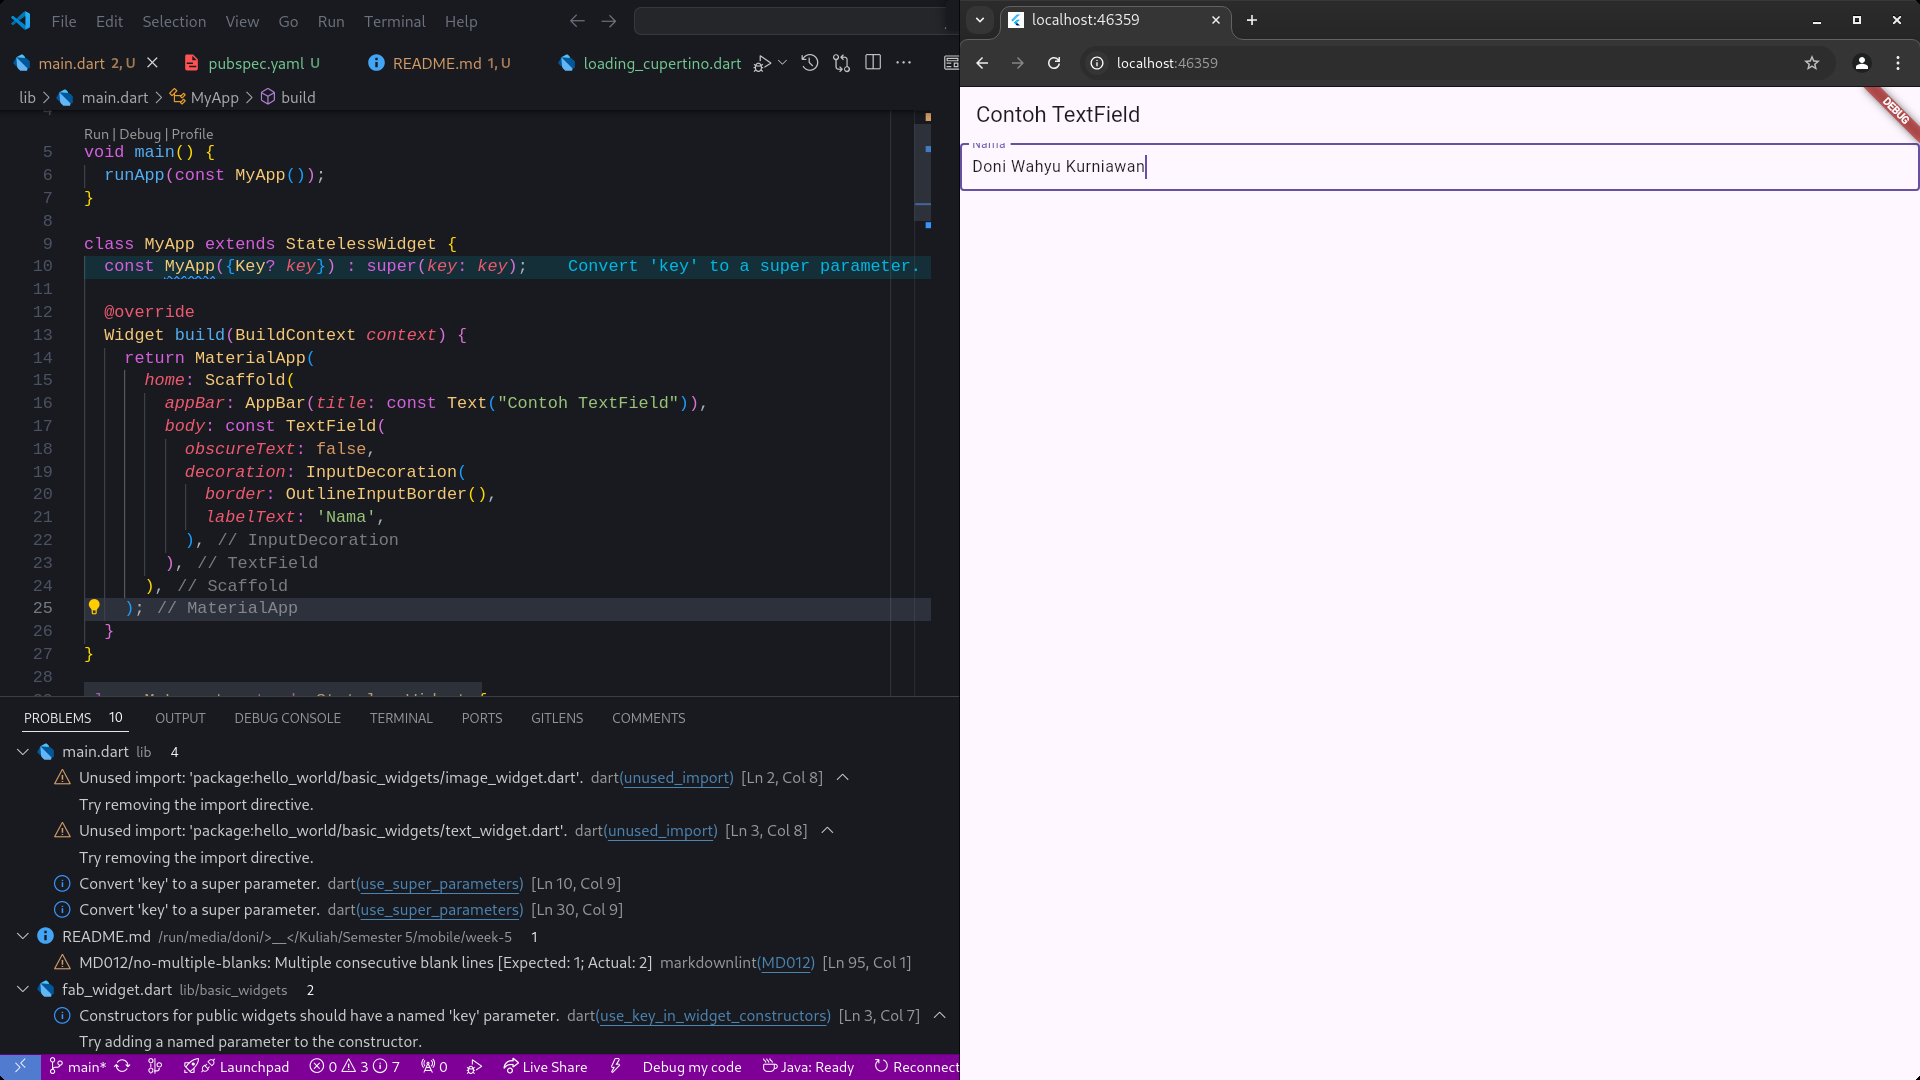 File Edit Selection View Go Run Terminal Help
main.dart 2, U
pubspec.yaml U
README.md 1, U
loading_cupertino.dart
lib > main.dart > MyApp > build
4
Run | Debug | Profile
5 void main() {
6 runApp(const MyApp());
7 }
8
9 class MyApp extends StatelessWidget {
10 const MyApp({Key? key}) : super(key: key); Convert 'key' to a super parameter.
11
12 @override
13 Widget build(BuildContext context) {
14 return MaterialApp(
15 home: Scaffold(
16 appBar: AppBar(title: const Text("Contoh TextField")),
17 body: const TextField(
18 obscureText: false,
19 decoration: InputDecoration(
20 border: OutlineInputBorder(),
21 labelText: 'Nama',
22 ), // InputDecoration
23 ), // TextField
24 ), // Scaffold
25 ); // MaterialApp
26 }
27 }
28
PROBLEMS 10 OUTPUT DEBUG CONSOLE TERMINAL PORTS GITLENS COMMENTS
main.dart lib 4
Unused import: 'package:hello_world/basic_widgets/image_widget.dart'. dart(unused_import) [Ln 2, Col 8]
Try removing the import directive.
Unused import: 'package:hello_world/basic_widgets/text_widget.dart'. dart(unused_import) [Ln 3, Col 8]
Try removing the import directive.
Convert 'key' to a super parameter. dart(use_super_parameters) [Ln 10, Col 9]
Convert 'key' to a super parameter. dart(use_super_parameters) [Ln 30, Col 9]
README.md /run/media/doni/>__</Kuliah/Semester 5/mobile/week-5 1
MD012/no-multiple-blanks: Multiple consecutive blank lines [Expected: 1; Actual: 2] markdownlint(MD012) [Ln 95, Col 1]
fab_widget.dart lib/basic_widgets 2
Constructors for public widgets should have a named 'key' parameter. dart(use_key_in_widget_constructors) [Ln 3, Col 7]
Try adding a named parameter to the constructor.
main* Launchpad 0 3 7 0 Live Share Debug my code Java: Ready Reconnect
localhost:46359
localhost:46359
Contoh TextField
DEBUG
Nama
Doni Wahyu Kurniawan